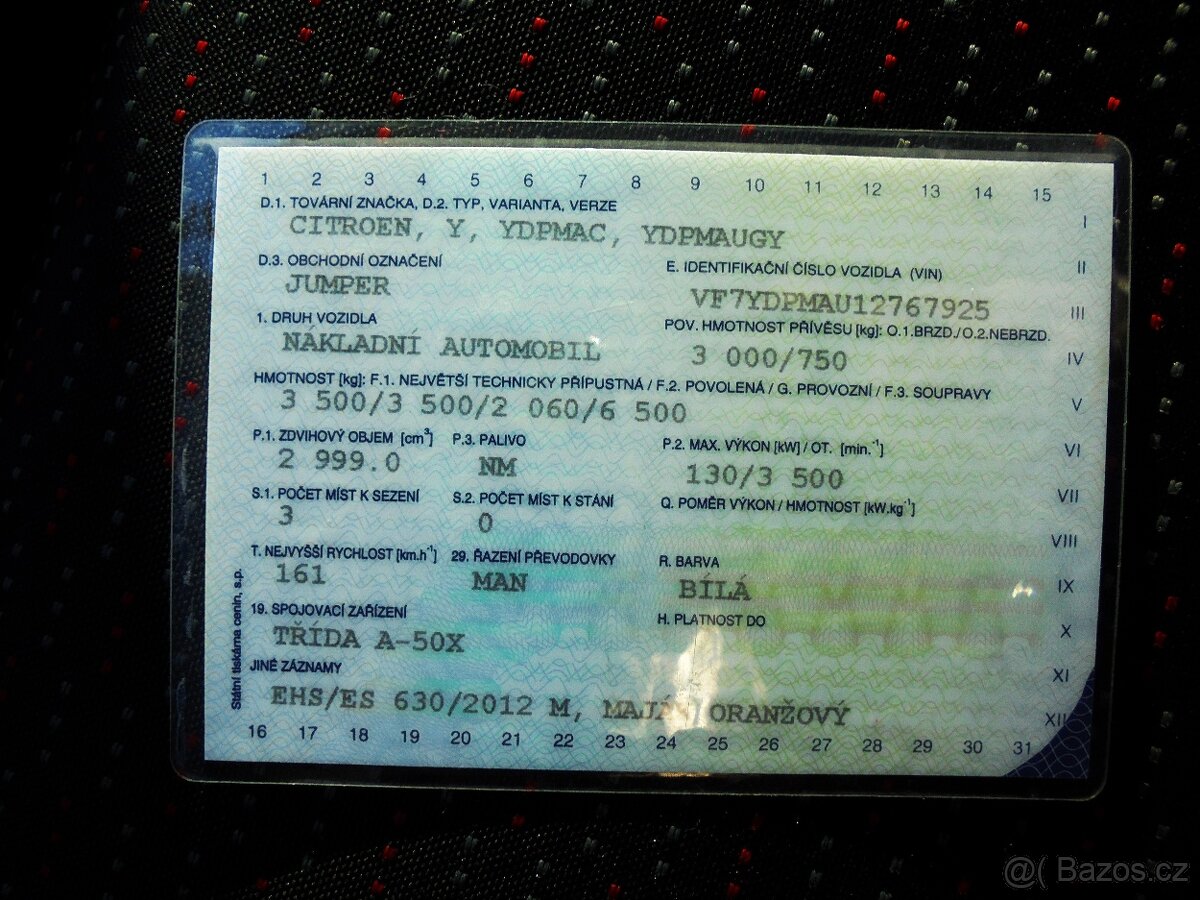 1 2 3 4 5 6 7 8 9 10 11 12 13 14 15
D.1. TOVÁRNÍ ZNAČKA, D.2. TYP, VARIANTA, VERZE
I
CITROEN, Y, YDPMAC, YDPMAUGY
D.3. OBCHODNÍ OZNAČENÍ
E. IDENTIFIKAČNÍ ČÍSLO VOZIDLA (VIN)
II
JUMPER
VF7YDPMAU12767925
III
1. DRUH VOZIDLA
POV. HMOTNOST PŘÍVĚSU [kg]: O.1.BRZD./O.2.NEBRZD.
NÁKLADNÍ AUTOMOBIL
3 000/750
IV
HMOTNOST [kg]: F.1. NEJVĚTŠÍ TECHNICKY PŘÍPUSTNÁ / F.2. POVOLENÁ / G. PROVOZNÍ / F.3. SOUPRAVY
3 500/3 500/2 060/6 500
V
P.1. ZDVIHOVÝ OBJEM [cm³]
P.3. PALIVO
P.2. MAX. VÝKON [kW] / OT. [min.⁻¹]
VI
2 999.0
NM
130/3 500
S.1. POČET MÍST K SEZENÍ
S.2. POČET MÍST K STÁNÍ
Q. POMĚR VÝKON / HMOTNOST [kW.kg⁻¹]
VII
3
0
VIII
T. NEJVYŠŠÍ RYCHLOST [km.h⁻¹]
29. ŘAZENÍ PŘEVODOVKY
R. BARVA
161
MAN
BÍLÁ
IX
19. SPOJOVACÍ ZAŘÍZENÍ
H. PLATNOST DO
TŘÍDA A-50X
X
JINÉ ZÁZNAMY
XI
EHS/ES 630/2012 M, MAJÁK ORANŽOVÝ
XII
16 17 18 19 20 21 22 23 24 25 26 27 28 29 30 31
Státní tiskárna cenin, s.p.
@( Bazos.cz